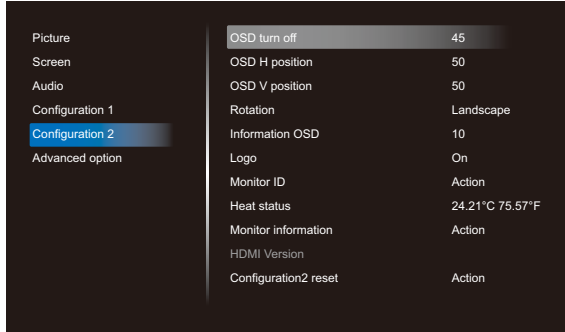 Picture
Screen
Audio
Configuration 1
Configuration 2
Advanced option
OSD turn off 45
OSD H position 50
OSD V position 50
Rotation Landscape
Information OSD 10
Logo On
Monitor ID Action
Heat status 24.21°C 75.57°F
Monitor information Action
HDMI Version
Configuration2 reset Action